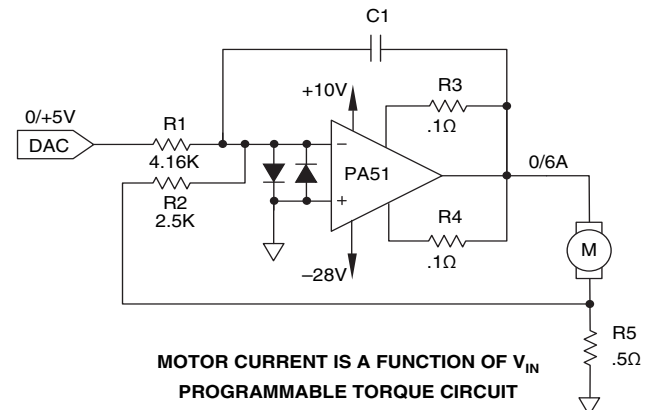 C1
+10V
R3
.1Ω
0/+5V
DAC
R1
4.16K
R2
2.5K
–
+
PA51
0/6A
R4
.1Ω
–28V
M
R5
.5Ω
MOTOR CURRENT IS A FUNCTION OF VIN
PROGRAMMABLE TORQUE CIRCUIT